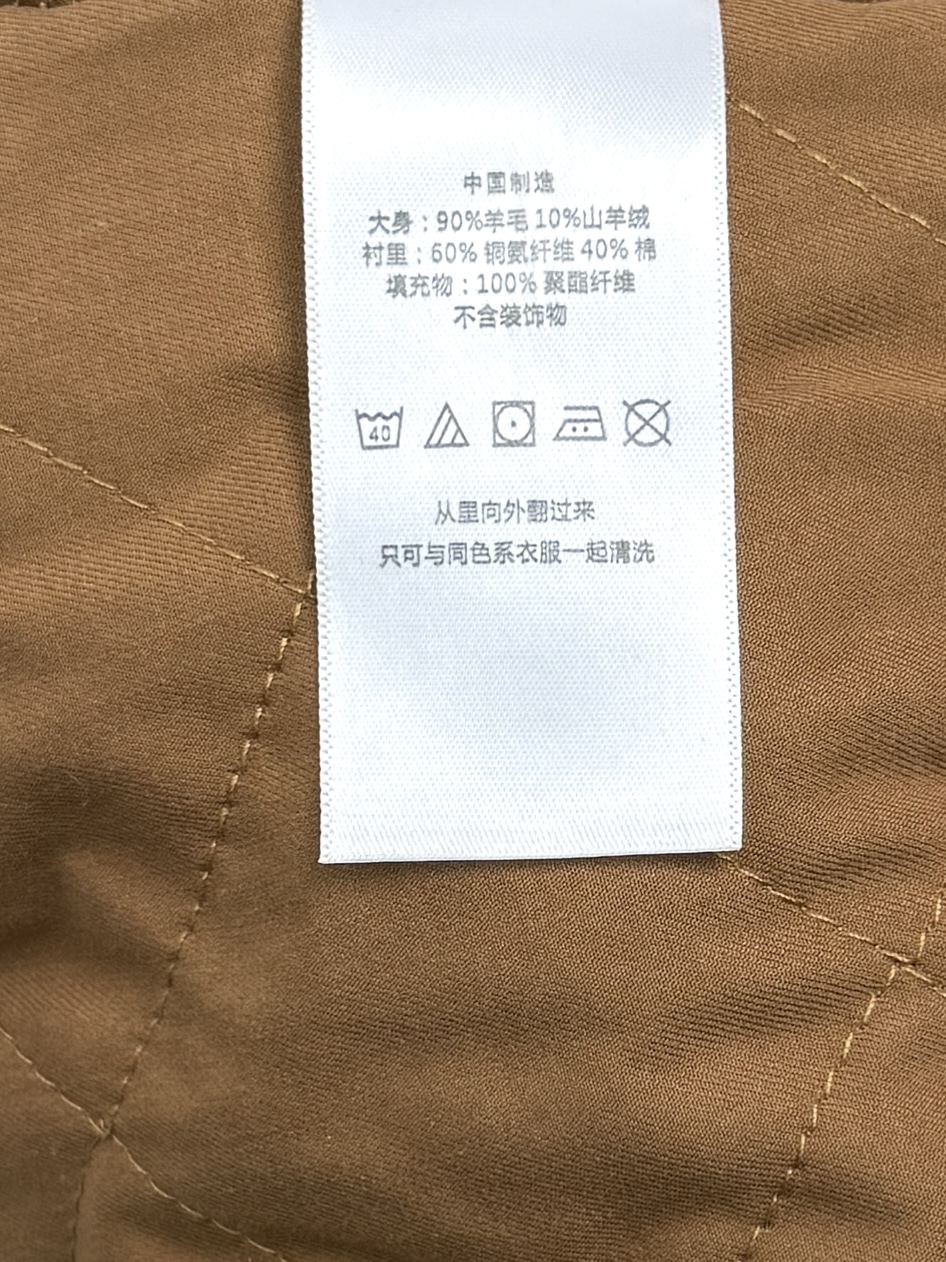 中国制造
大身：90%羊毛 10%山羊绒
衬里：60% 铜氨纤维 40% 棉
填充物：100% 聚酯纤维
不含装饰物
40
从里向外翻过来
只可与同色系衣服一起清洗